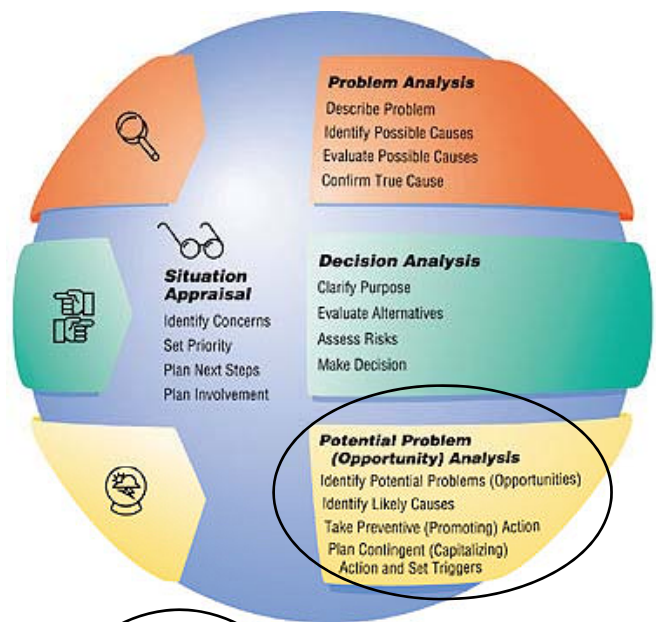 Problem Analysis
Describe Problem
Identify Possible Causes
Evaluate Possible Causes
Confirm True Cause
Situation
Appraisal
Identify Concerns
Set Priority
Plan Next Steps
Plan Involvement
Decision Analysis
Clarify Purpose
Evaluate Alternatives
Assess Risks
Make Decision
Potential Problem
(Opportunity) Analysis
Identify Potential Problems (Opportunities)
Identify Likely Causes
Take Preventive (Promoting) Action
Plan Contingent (Capitalizing)
Action and Set Triggers